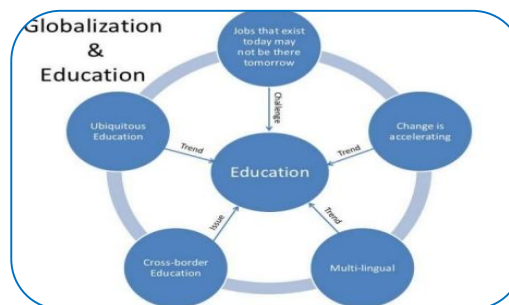 Globalization
&
Education
Jobs that exist
today may
not be there
tomorrow
Challenge
Ubiquitous
Education
Trend
Change is
accelerating
Trend
Education
Issue
Cross-border
Education
Trend
Multi-lingual